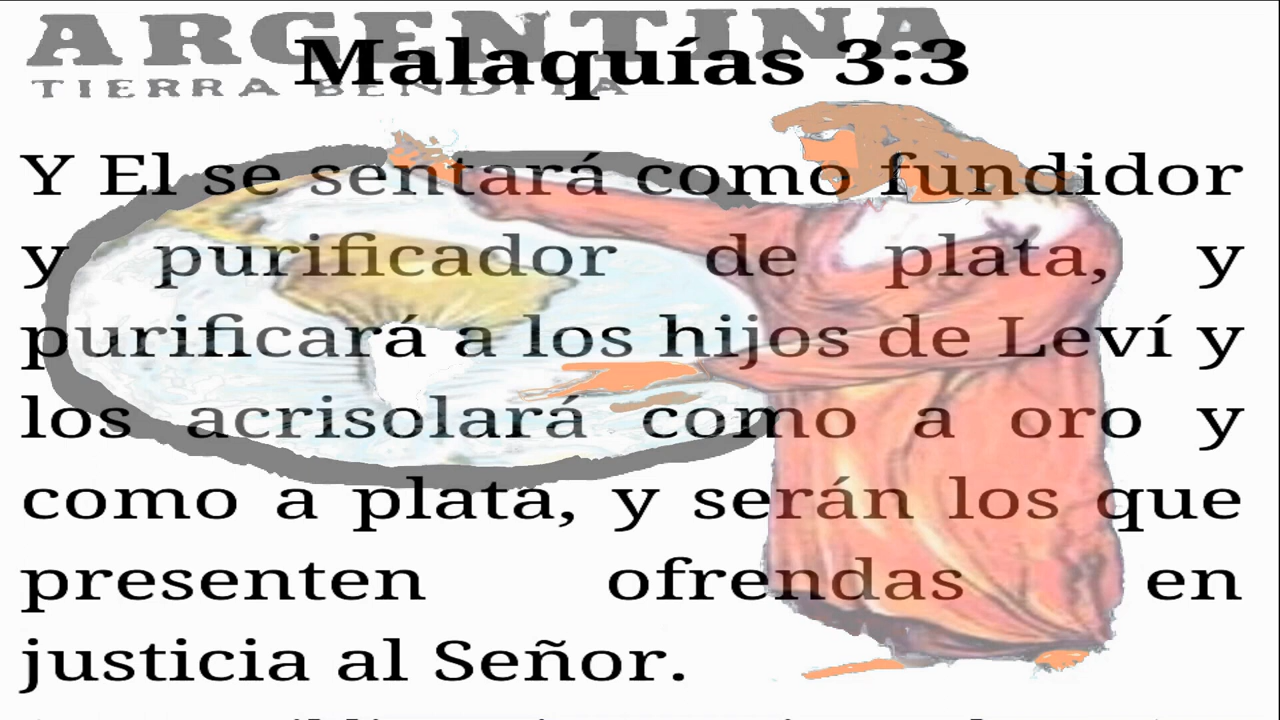 ARGENTINA
TIERRA BENDITA
Malaquías 3:3
Y El se sentará como fundidor
y purificador de plata, y
purificará a los hijos de Leví y
los acrisolará como a oro y
como a plata, y serán los que
presenten ofrendas en
justicia al Señor.